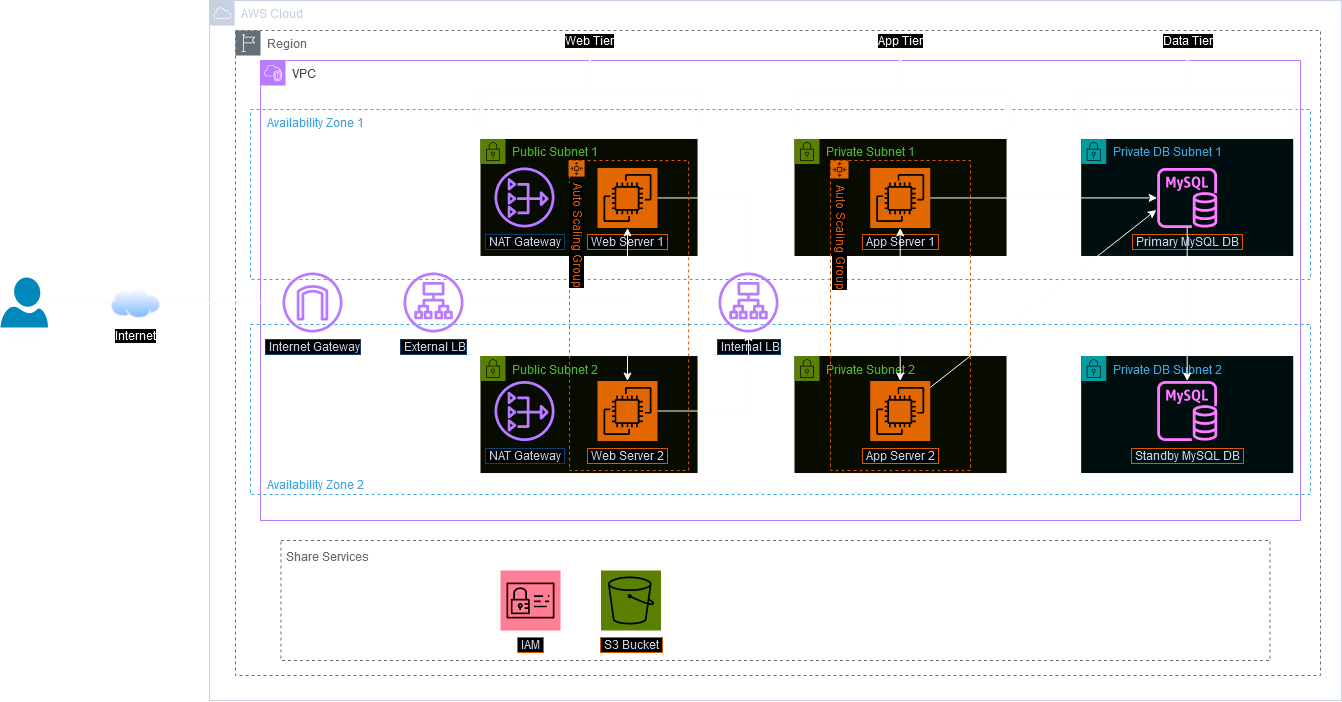 AWS Cloud
Region
Web Tier
App Tier
Data Tier
VPC
Availability Zone 1
Public Subnet 1
Private Subnet 1
Private DB Subnet 1
Auto Scaling Group
Auto Scaling Group
MySQL
NAT Gateway
Web Server 1
App Server 1
Primary MySQL DB
Internet
Internet Gateway
External LB
Internal LB
Public Subnet 2
Private Subnet 2
Private DB Subnet 2
MySQL
NAT Gateway
Web Server 2
App Server 2
Standby MySQL DB
Availability Zone 2
Share Services
IAM
S3 Bucket